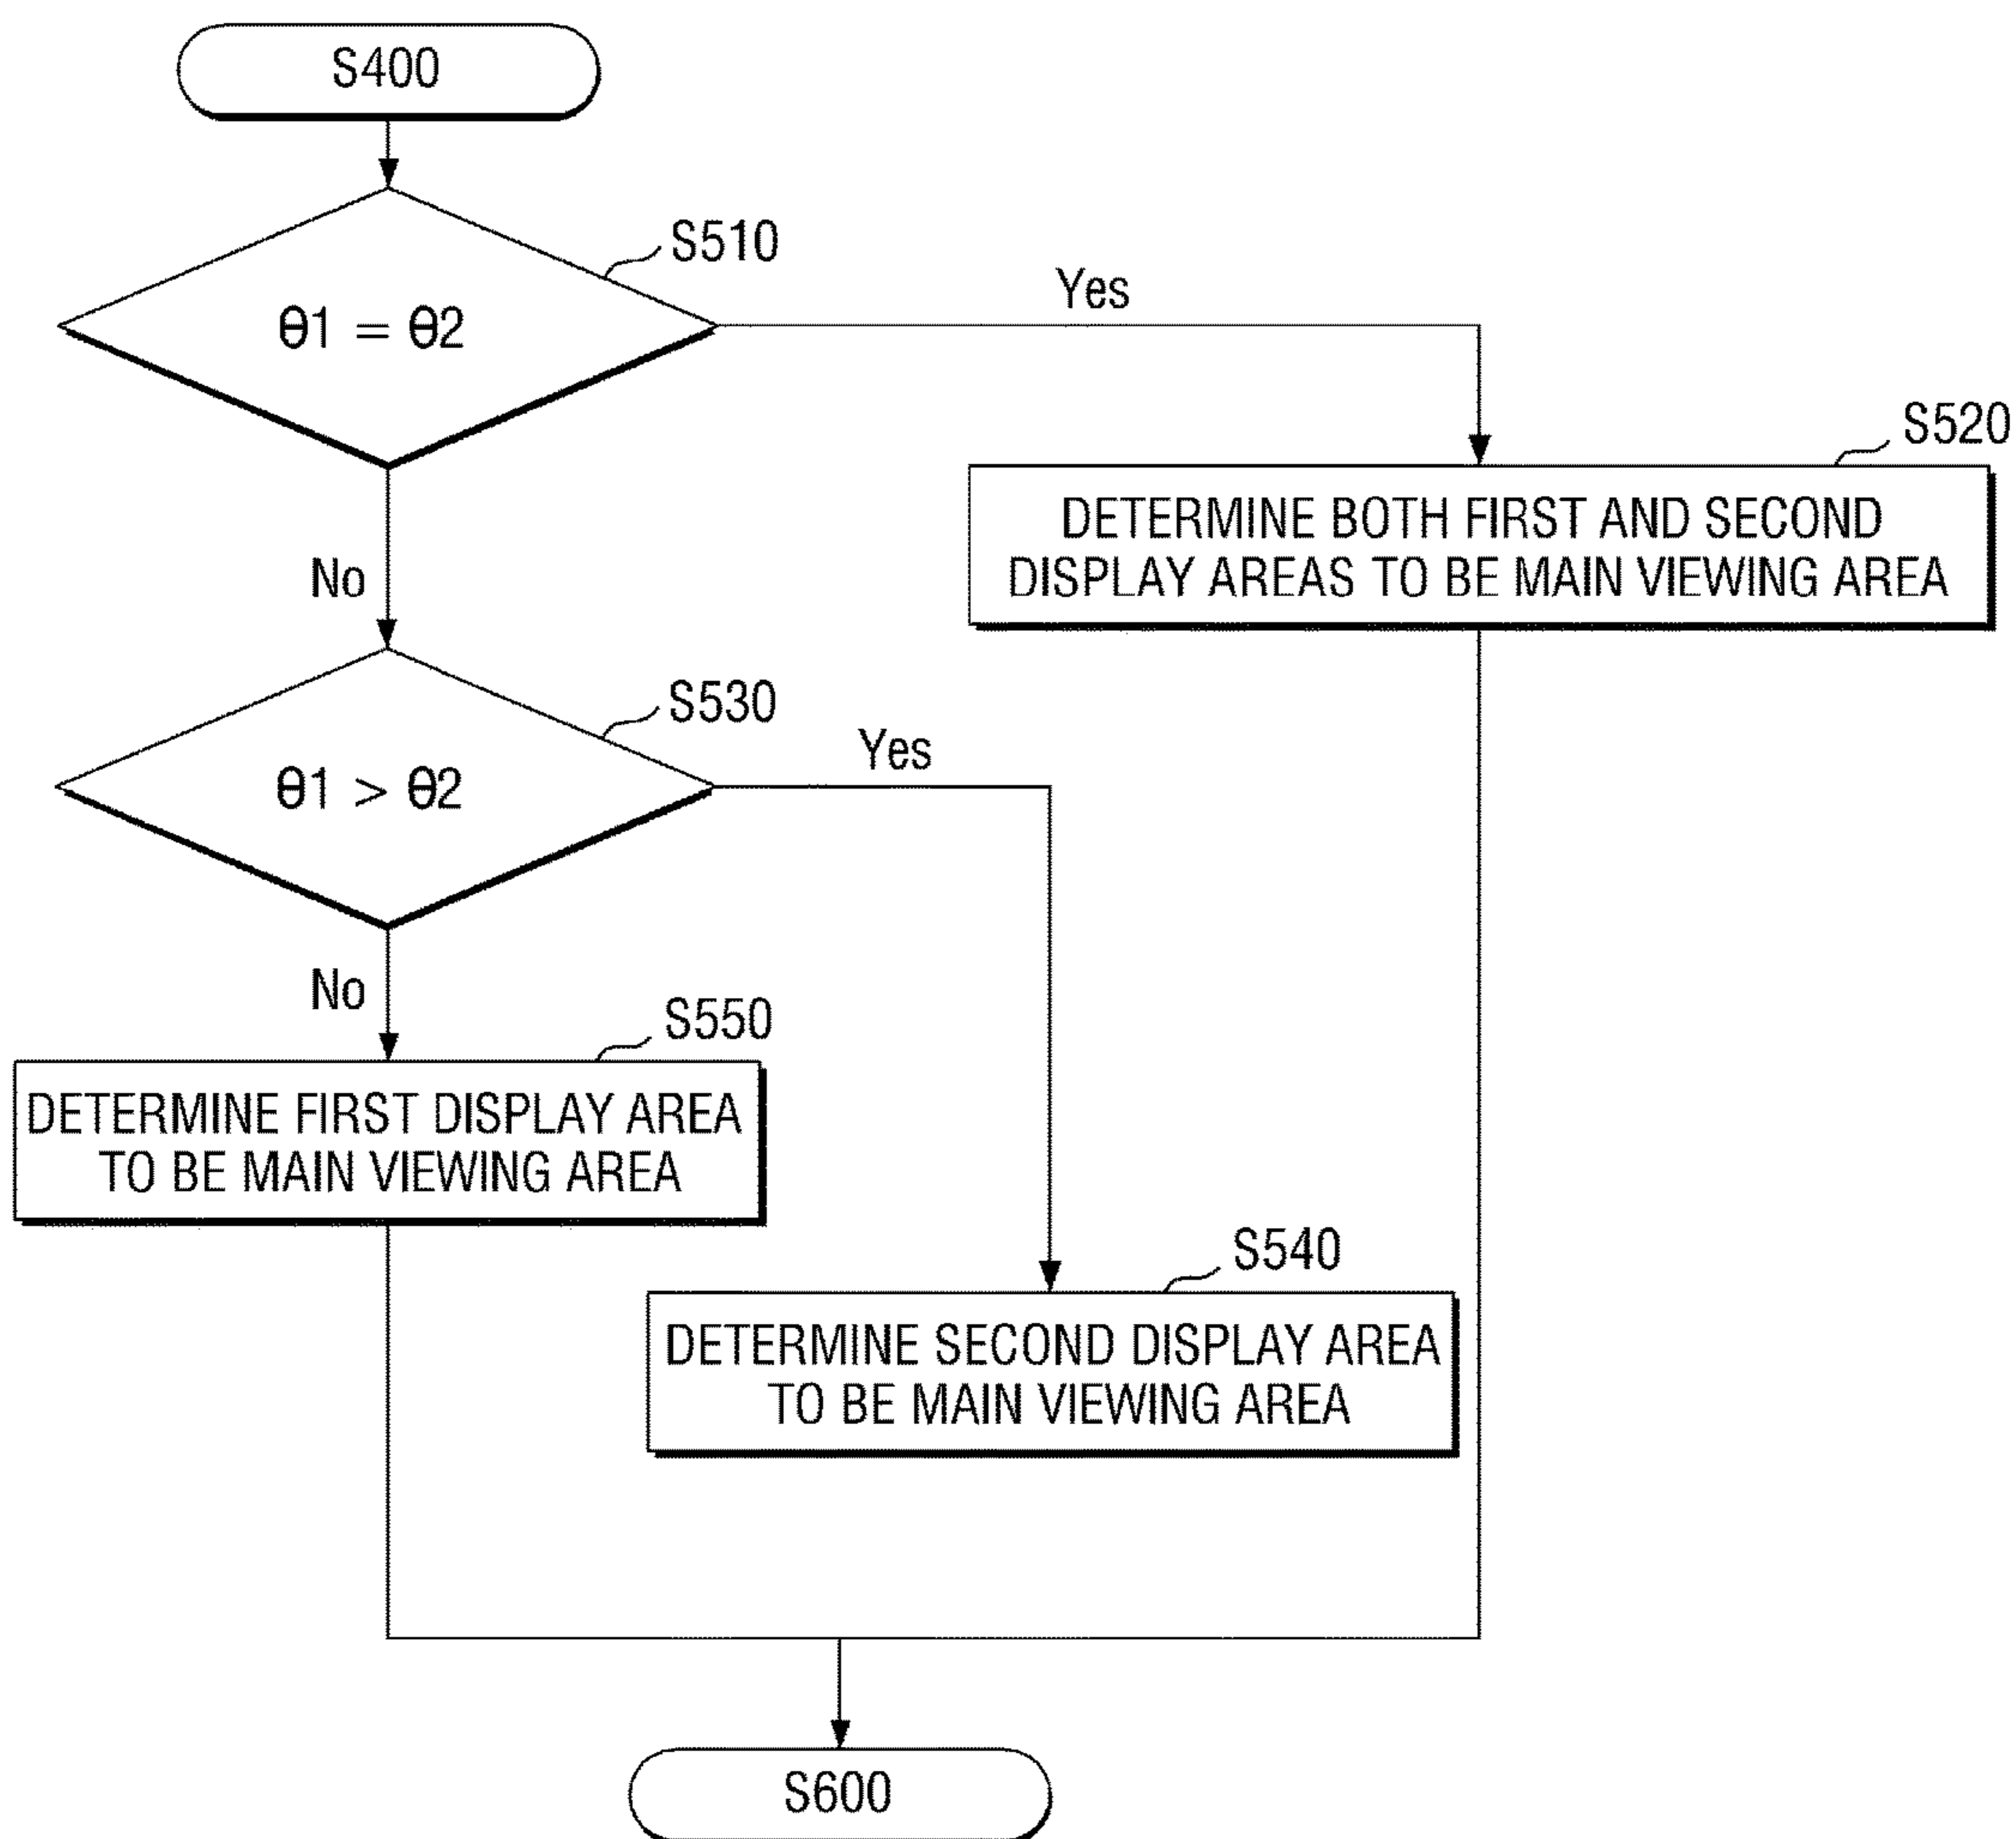 S400
S510
θ1 = θ2
Yes
S520
DETERMINE BOTH FIRST AND SECOND
DISPLAY AREAS TO BE MAIN VIEWING AREA
No
S530
θ1 > θ2
Yes
No
S550
DETERMINE FIRST DISPLAY AREA
TO BE MAIN VIEWING AREA
S540
DETERMINE SECOND DISPLAY AREA
TO BE MAIN VIEWING AREA
S600